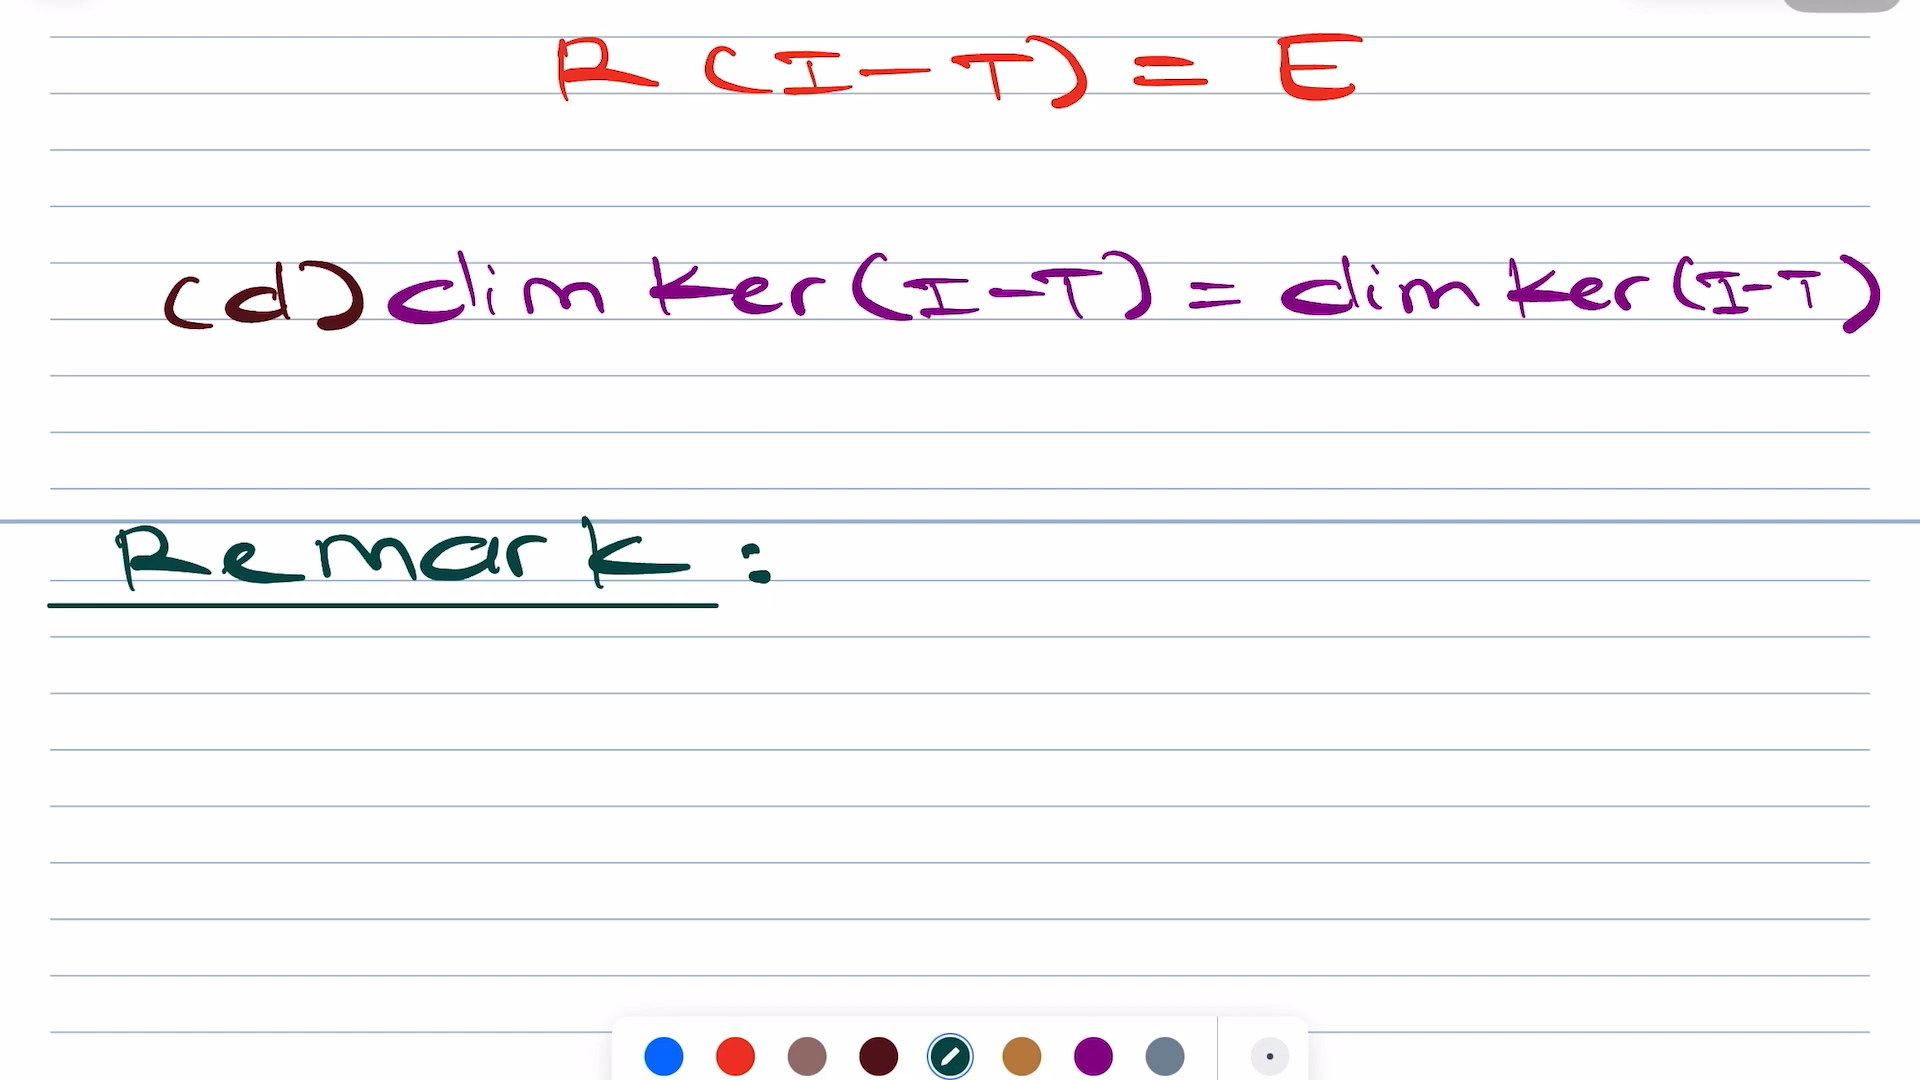 R(I-T) = E
(d) dim ker(I-T) = dim ker(I-T)
Remark :